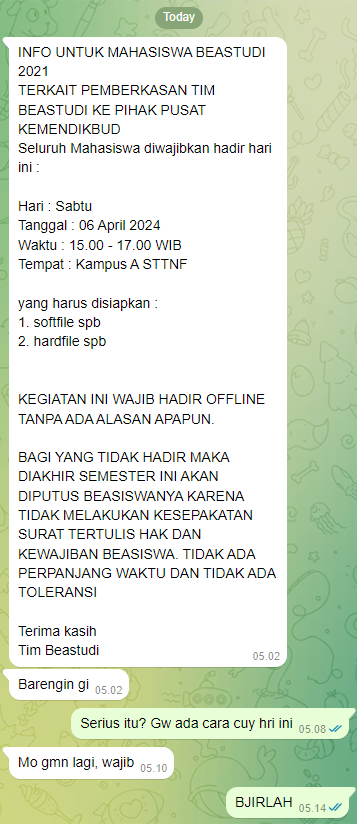 Today
INFO UNTUK MAHASISWA BEASTUDI
2021
TERKAIT PEMBERKASAN TIM
BEASTUDI KE PIHAK PUSAT
KEMENDIKBUD
Seluruh Mahasiswa diwajibkan hadir hari
ini :
Hari : Sabtu
Tanggal : 06 April 2024
Waktu : 15.00 - 17.00 WIB
Tempat : Kampus A STTNF
yang harus disiapkan :
1. softfile spb
2. hardfile spb
KEGIATAN INI WAJIB HADIR OFFLINE
TANPA ADA ALASAN APAPUN.
BAGI YANG TIDAK HADIR MAKA
DIAKHIR SEMESTER INI AKAN
DIPUTUS BEASISWANYA KARENA
TIDAK MELAKUKAN KESEPAKATAN
SURAT TERTULIS HAK DAN
KEWAJIBAN BEASISWA. TIDAK ADA
PERPANJANG WAKTU DAN TIDAK ADA
TOLERANSI
Terima kasih
Tim Beastudi 05.02
Barengin gi 05.02
Serius itu? Gw ada cara cuy hri ini 05.08
Mo gmn lagi, wajib 05.10
BJIRLAH 05.14